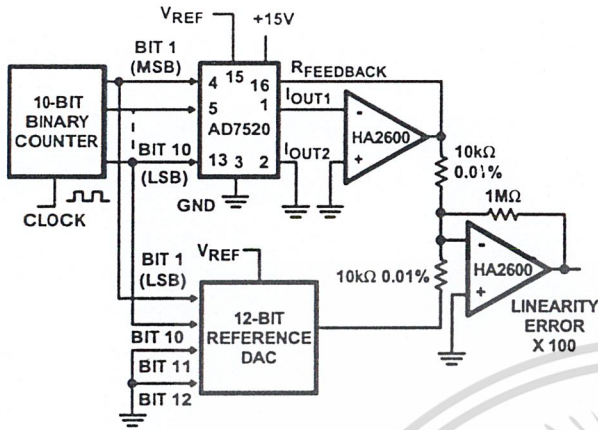 VREF
+15V
BIT 1
(MSB)
10-BIT
BINARY
COUNTER
4
15
16
RFEEDBACK
5
1
IOUT1
AD7520
BIT 10
(LSB)
13
3
2
IOUT2
-
+
HA2600
10kΩ
0.01%
CLOCK
GND
1MΩ
BIT 1
(LSB)
VREF
10kΩ 0.01%
-
+
HA2600
12-BIT
REFERENCE
DAC
BIT 10
BIT 11
BIT 12
LINEARITY
ERROR
X 100